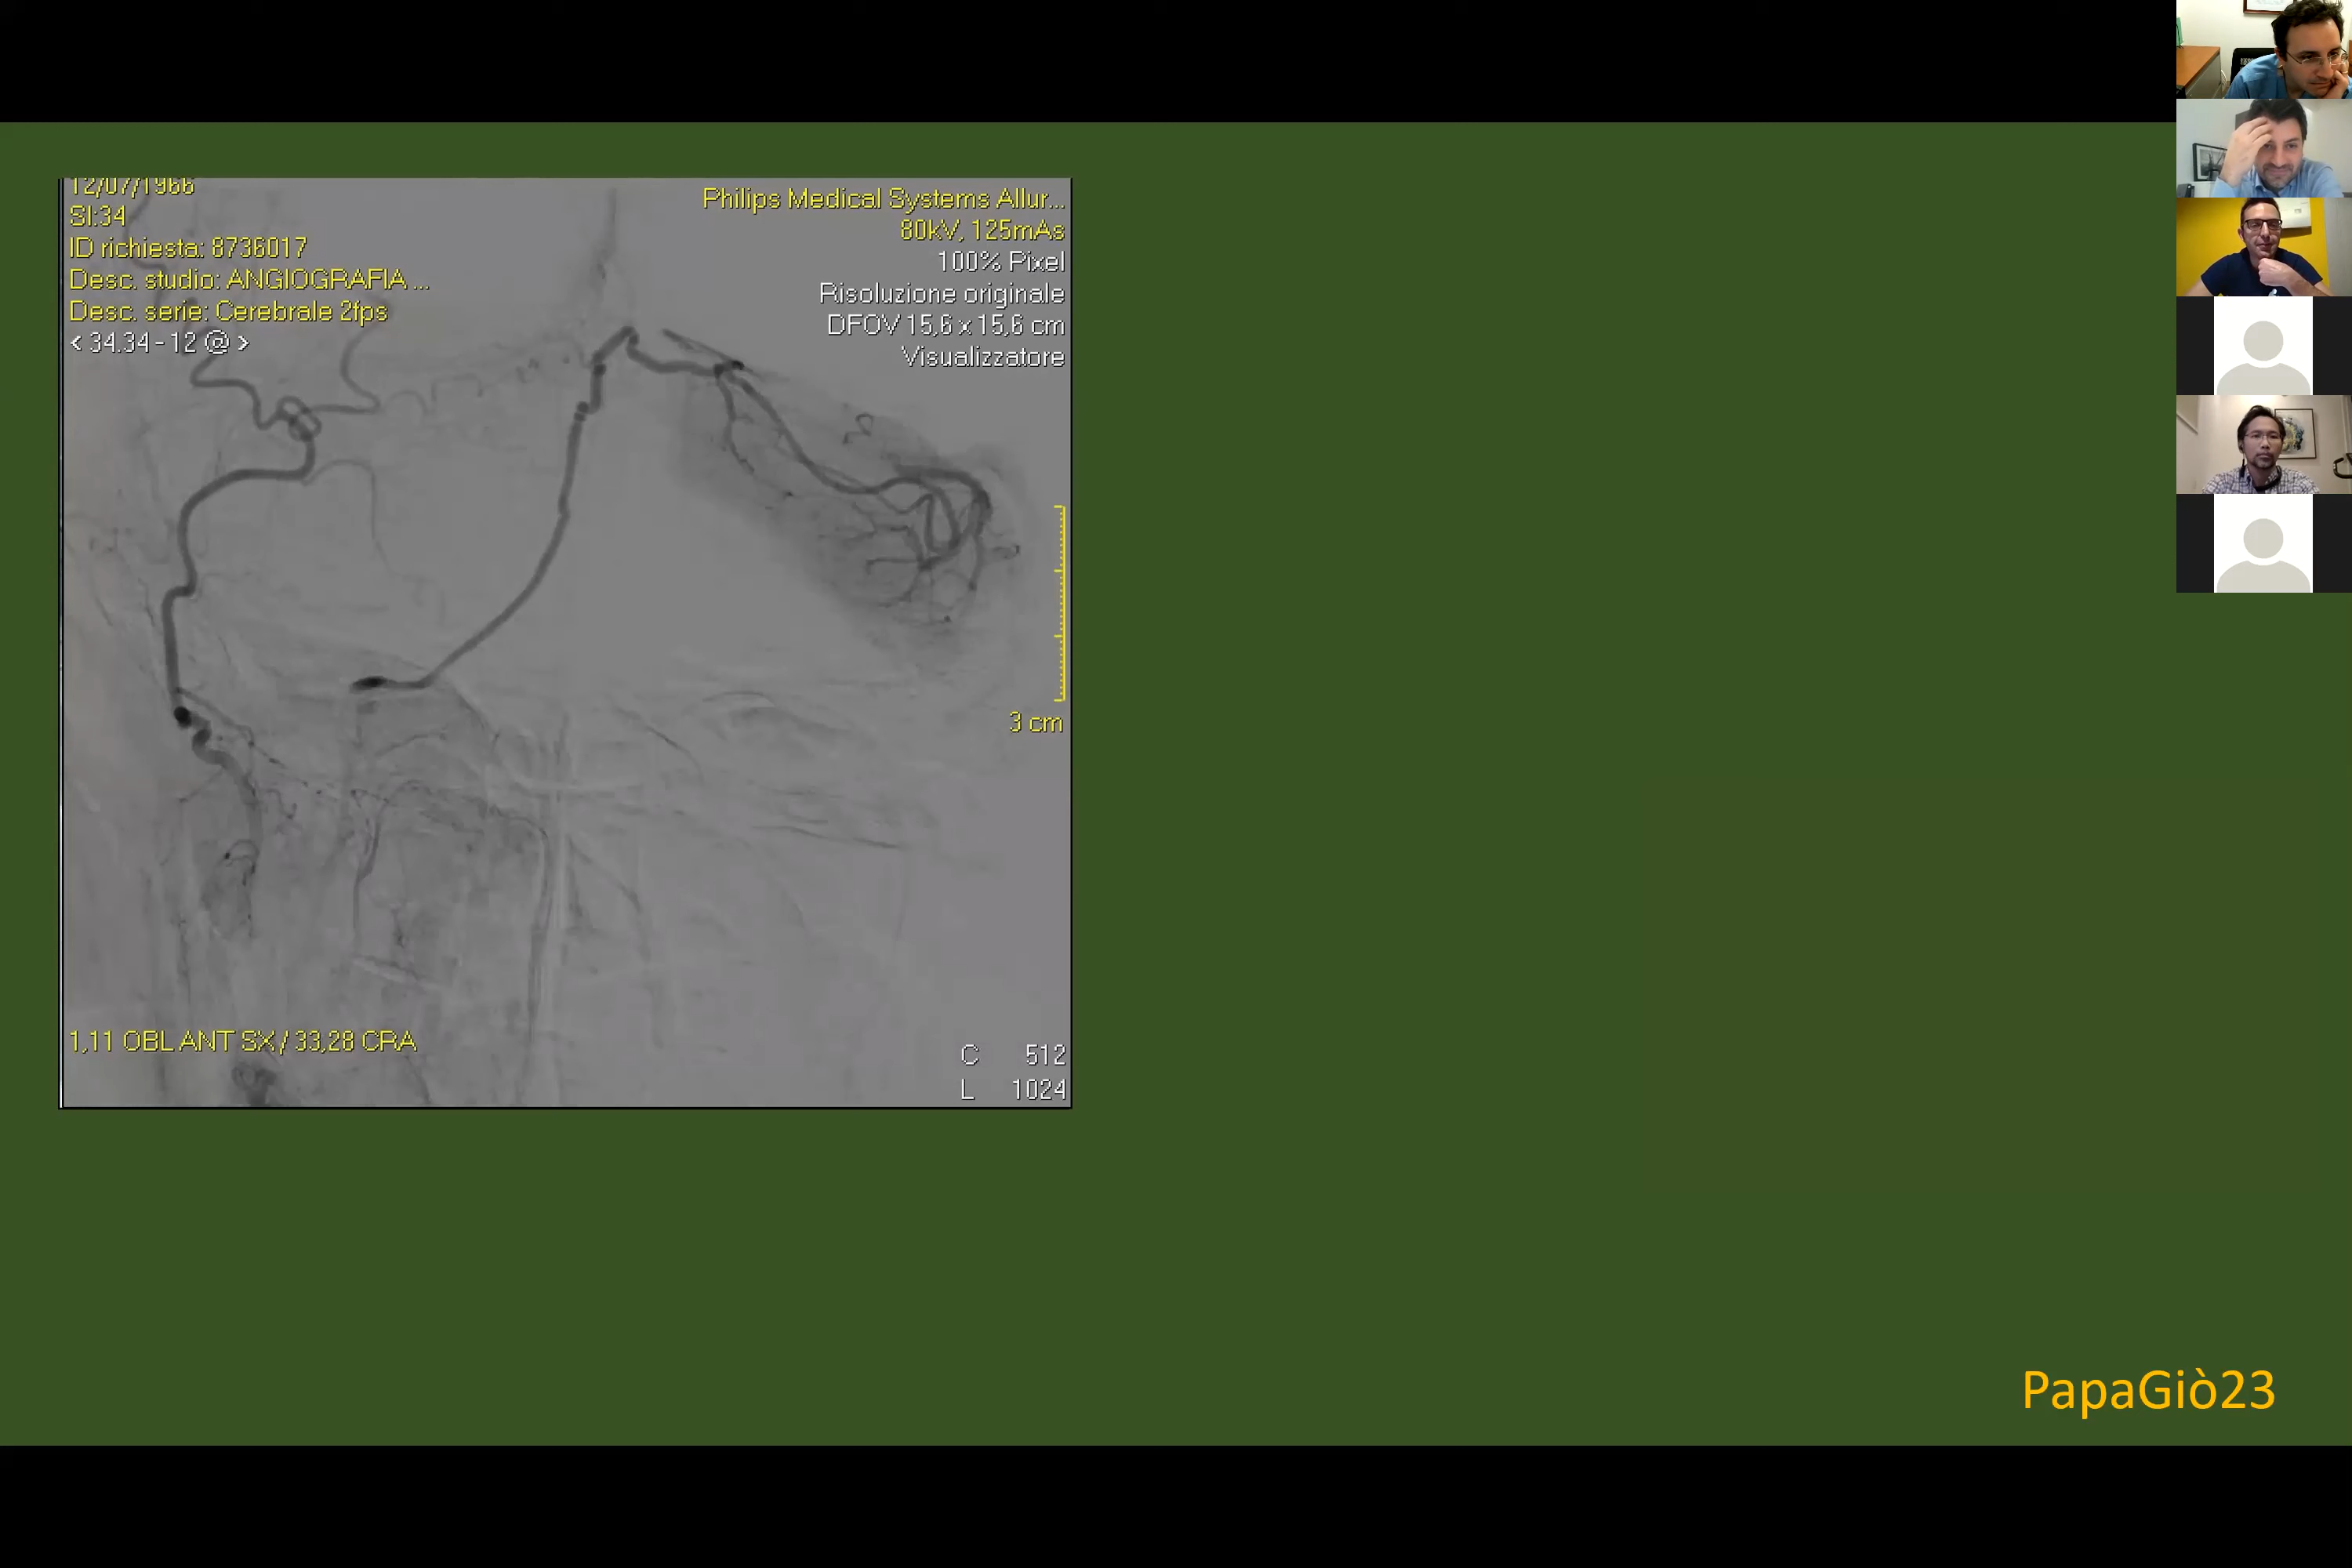 12/07/1966
SI:34
ID richiesta: 8736017
Desc. studio: ANGIOGRAFIA ...
Desc. serie: Cerebrale 2fps
< 34.34 - 12 @ >
Philips Medical Systems Allur...
80kV, 125mAs
100% Pixel
Risoluzione originale
DFOV 15,6 x 15,6 cm
Visualizzatore
3 cm
1,11 OBL ANT SX / 33,28 CRA
C 512
L 1024
PapaGiò23